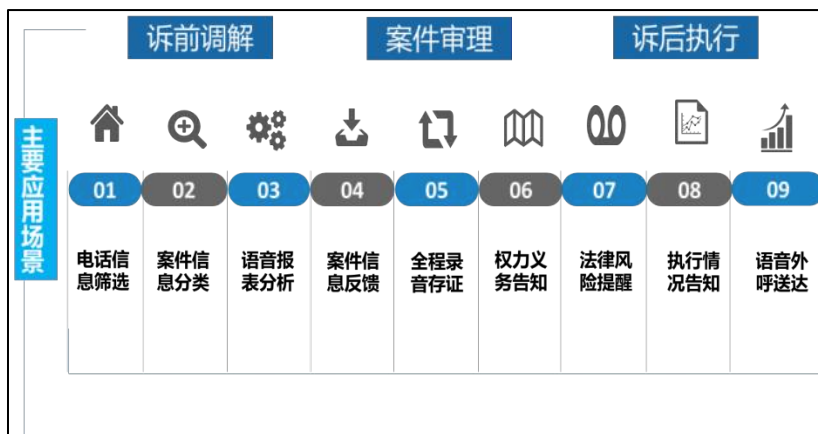 诉前调解
案件审理
诉后执行
主要应用场景
01
02
03
04
05
06
07
08
09
电话信
息筛选
案件信
息分类
语音报
表分析
案件信
息反馈
全程录
音存证
权力义
务告知
法律风
险提醒
执行情
况告知
语音外
呼送达